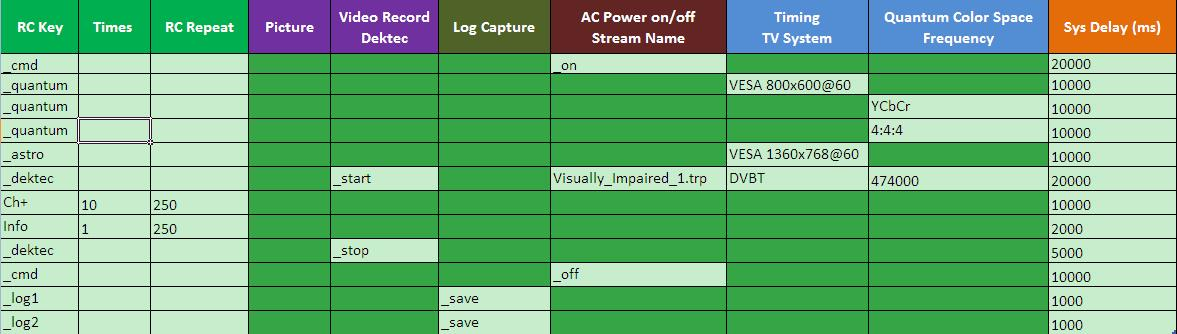 RC Key Times RC Repeat Picture Video Record Dektec Log Capture AC Power on/off Stream Name Timing TV System Quantum Color Space Frequency Sys Delay (ms)
_cmd _on 20000
_quantum VESA 800x600@60 10000
_quantum YCbCr 10000
_quantum 4:4:4 10000
_astro VESA 1360x768@60 10000
_dektec _start Visually_Impaired_1.trp DVBT 474000 20000
Ch+ 10 250 10000
Info 1 250 2000
_dektec _stop 5000
_cmd _off 10000
_log1 _save 1000
_log2 _save 1000